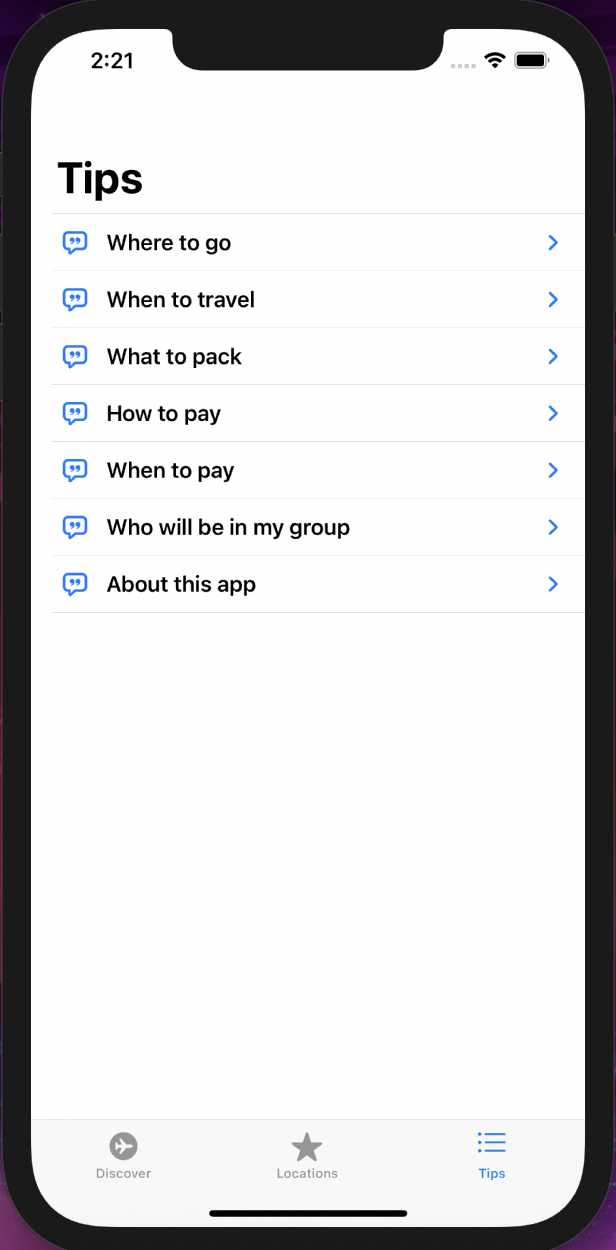 2:21
Tips
Where to go
When to travel
What to pack
How to pay
When to pay
Who will be in my group
About this app
Discover
Locations
Tips